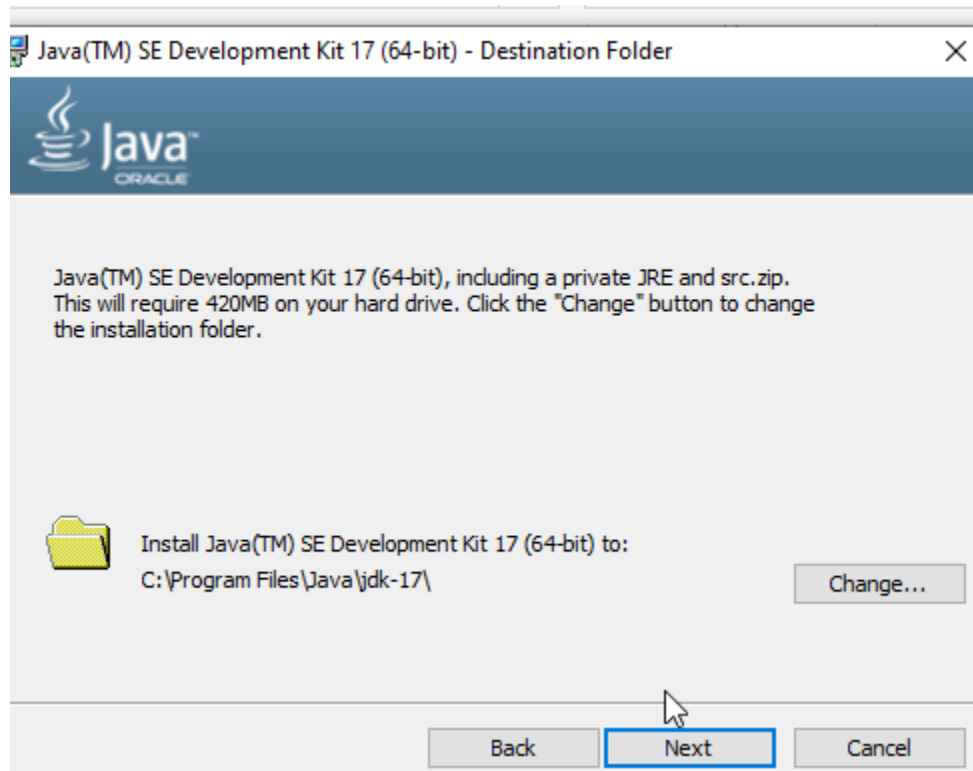 Java(TM) SE Development Kit 17 (64-bit) - Destination Folder
Java™
ORACLE
Java(TM) SE Development Kit 17 (64-bit), including a private JRE and src.zip.
This will require 420MB on your hard drive. Click the "Change" button to change
the installation folder.
Install Java(TM) SE Development Kit 17 (64-bit) to:
C:\Program Files\Java\jdk-17\
Change...
Back
Next
Cancel